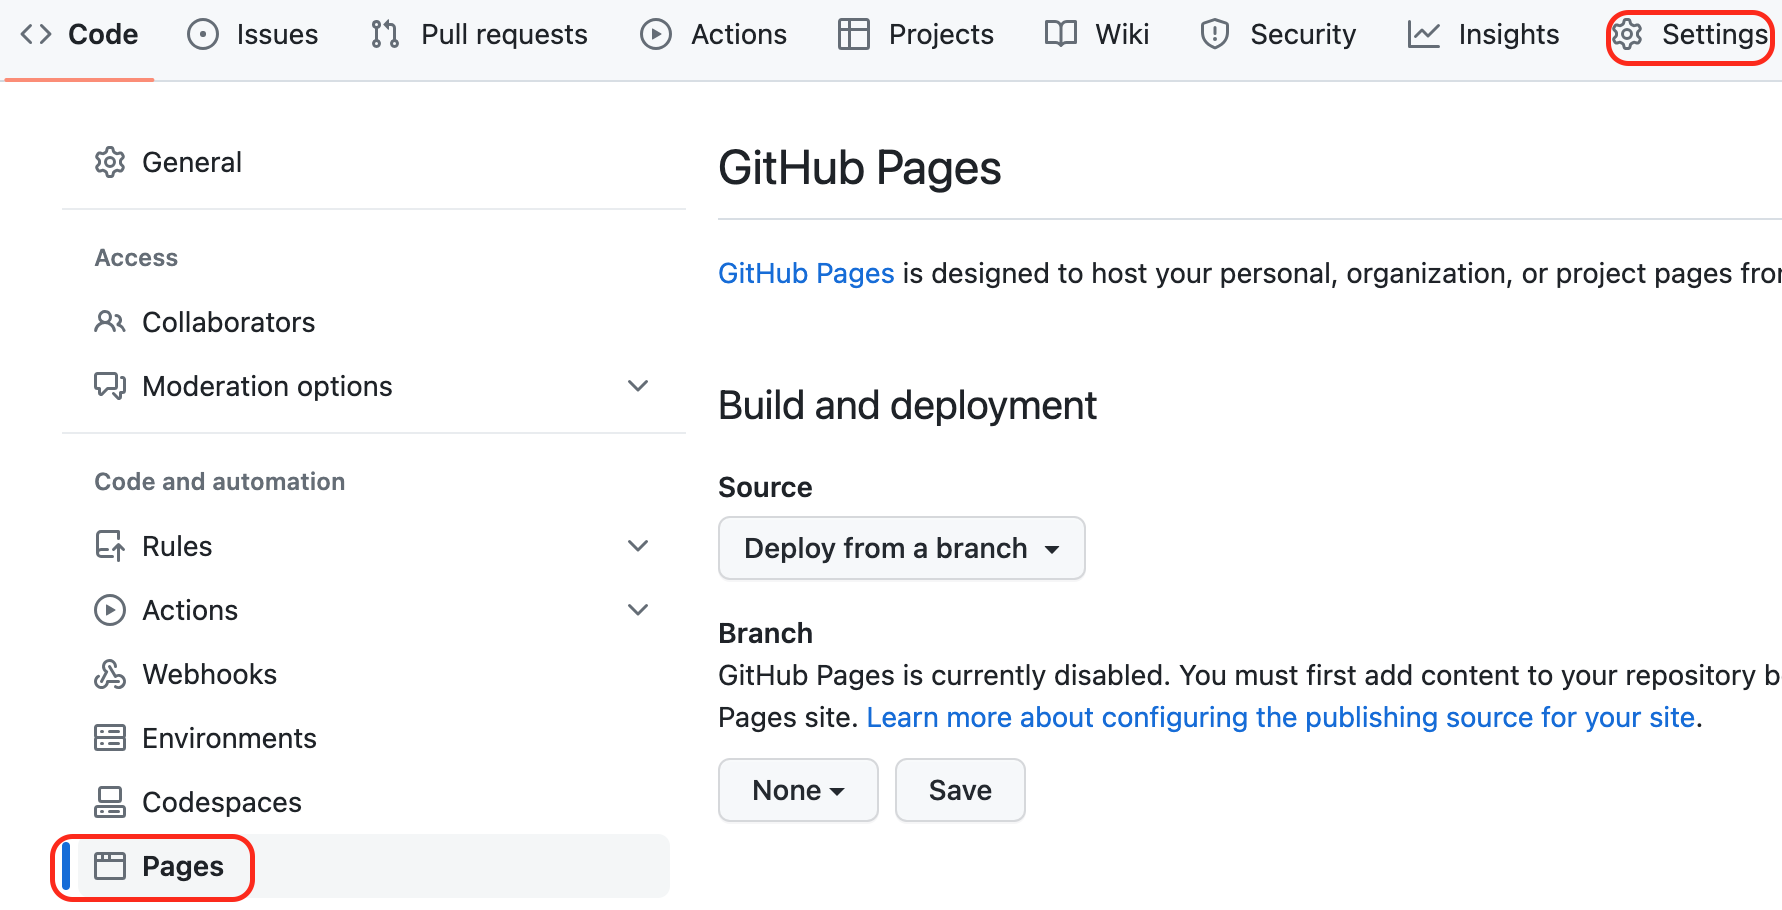 Code Issues Pull requests Actions Projects Wiki Security Insights Settings
General
Access
Collaborators
Moderation options
Code and automation
Rules
Actions
Webhooks
Environments
Codespaces
Pages
GitHub Pages
GitHub Pages is designed to host your personal, organization, or project pages
Build and deployment
Source
Deploy from a branch
Branch
GitHub Pages is currently disabled. You must first add content to your repository
Pages site. Learn more about configuring the publishing source for your site.
None Save